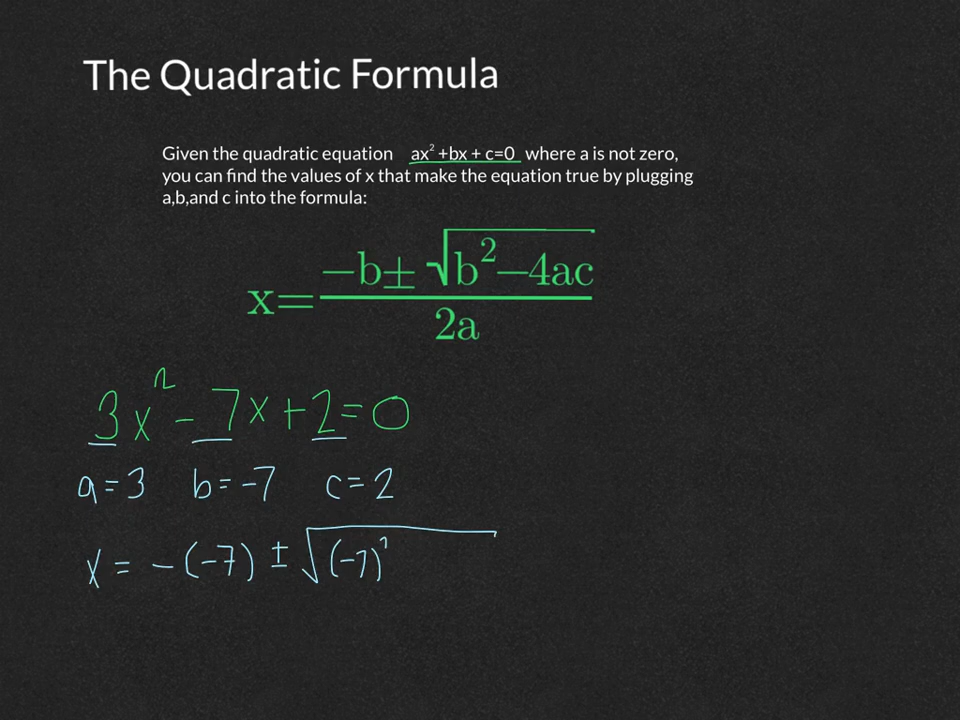 The Quadratic Formula
Given the quadratic equation ax²+bx + c=0 where a is not zero,
you can find the values of x that make the equation true by plugging
a,b,and c into the formula:
x=(−b± √(b²−4ac))/2a
3x² - 7x + 2 = 0
a = 3 b = -7 c = 2
x = -(-7) ± √(-7)²